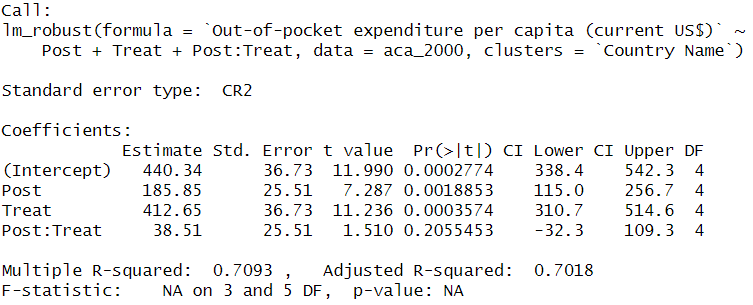 Call:
lm_robust(formula = `Out-of-pocket expenditure per capita (current US$)` ~
    Post + Treat + Post:Treat, data = aca_2000, clusters = `Country Name`)
Standard error type:  CR2
Coefficients:
            Estimate Std. Error t value  Pr(>|t|) CI Lower CI Upper DF
(Intercept)   440.34      36.73  11.990 0.0002774    338.4    542.3  4
Post          185.85      25.51   7.287 0.0018853    115.0    256.7  4
Treat         412.65      36.73  11.236 0.0003574    310.7    514.6  4
Post:Treat     38.51      25.51   1.510 0.2055453    -32.3    109.3  4
Multiple R-squared:  0.7093 ,   Adjusted R-squared:  0.7018
F-statistic:    NA on 3 and 5 DF,  p-value: NA